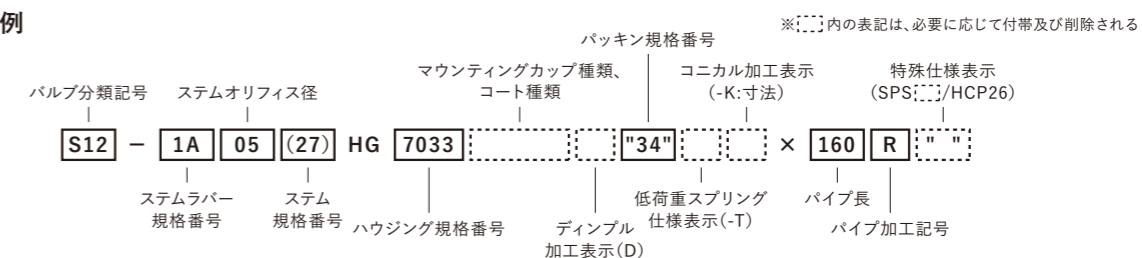 例
※[ ]内の表記は、必要に応じて付帯及び削除される
パッキン規格番号
マウンティングカップ種類、
コート種類
コニカル加工表示
(-K:寸法)
特殊仕様表示
(SPS[ ]/HCP26)
バルブ分類記号
ステムオリフィス径
S12 − 1A 05 (27) HG 7033 "34" × 160 R " "
ステムラバー
規格番号
ステム
規格番号
ハウジング規格番号
ディンプル
加工表示(D)
低荷重スプリング
仕様表示(-T)
パイプ長
パイプ加工記号